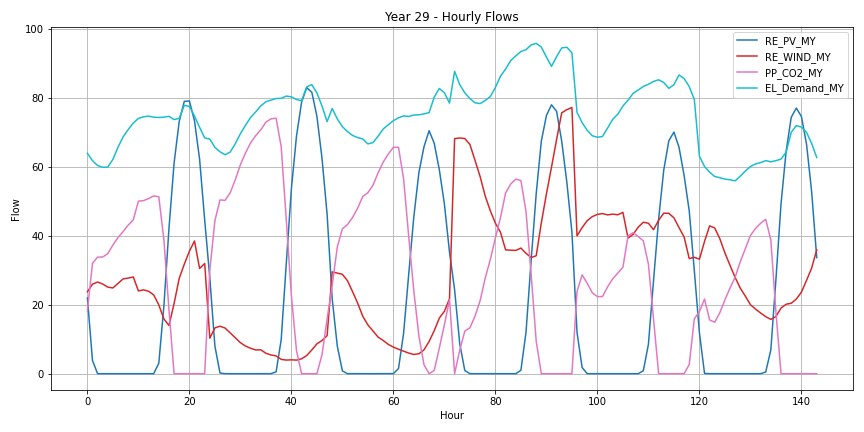 Year 29 - Hourly Flows
100
80
60
40
20
0
Flow
RE_PV_MY
RE_WIND_MY
PP_CO2_MY
EL_Demand_MY
0 20 40 60 80 100 120 140
Hour